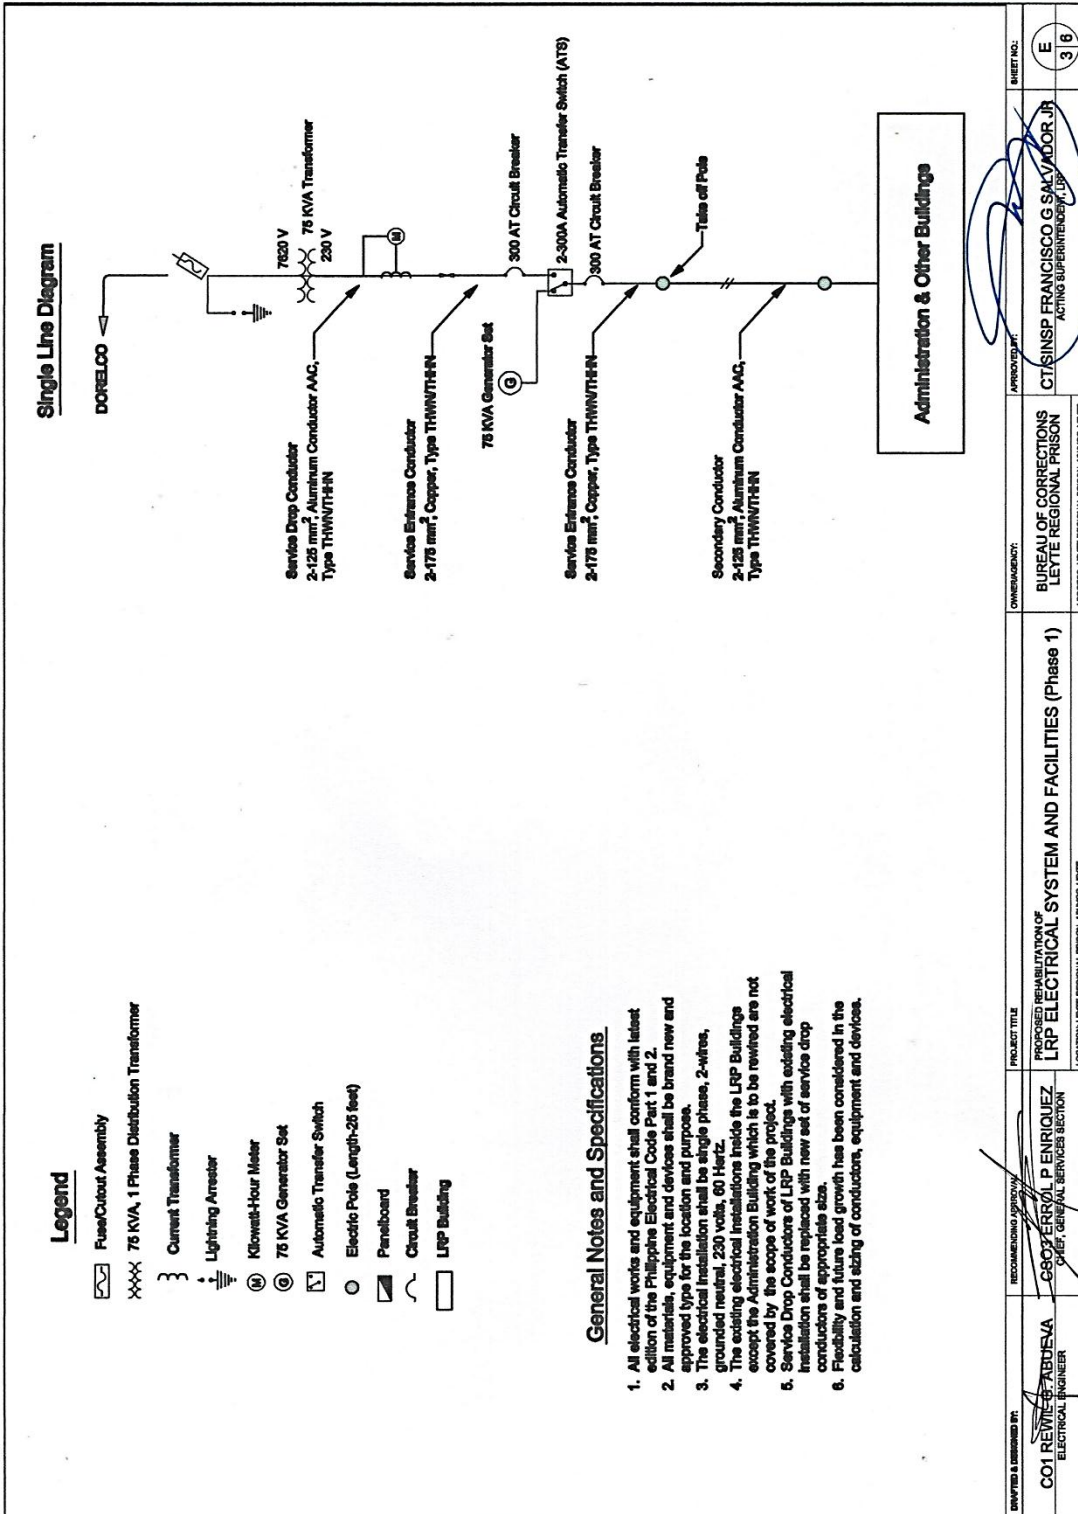 Legend
Fuse/Cutout Assembly
75 KVA, 1 Phase Distribution Transformer
Current Transformer
Lightning Arrester
M Kilowatt-Hour Meter
G 75 KVA Generator Set
Automatic Transfer Switch
Electric Pole (Length-25 feet)
Panelboard
Circuit Breaker
LRP Building
General Notes and Specifications
1. All electrical works and equipment shall conform with latest
edition of the Philippine Electrical Code Part 1 and 2.
2. All materials, equipment and devices shall be brand new and
approved type for the location and purpose.
3. The electrical installation shall be single phase, 2-wires,
grounded neutral, 230 volts, 60 Hertz.
4. The existing electrical installations inside the LRP Buildings
except the Administration Building which is to be rewired are not
covered by the scope of work of the project.
5. Service Drop Conductors of LRP Buildings with existing electrical
installation shall be replaced with new set of service drop
conductors of appropriate size.
6. Flexibility and future load growth has been considered in the
calculation and sizing of conductors, equipment and devices.
Single Line Diagram
DORELCO
7620 V
75 KVA Transformer
230 V
Service Drop Conductor
2-125 mm², Aluminum Conductor AAC,
Type THWN/THHN
M
Service Entrance Conductor
2-175 mm², Copper, Type THWN/THHN
300 AT Circuit Breaker
75 KVA Generator Set
G
2-300A Automatic Transfer Switch (ATS)
300 AT Circuit Breaker
Service Entrance Conductor
2-175 mm², Copper, Type THWN/THHN
Take off Pole
Secondary Conductor
2-125 mm², Aluminum Conductor AAC,
Type THWN/THHN
Administration & Other Buildings
DRAFTED & DESIGNED BY:
CO1 REWIL G. ABUEVA
ELECTRICAL ENGINEER
RECOMMENDING APPROVAL:
CSO3 ERROL P ENRIQUEZ
CHIEF, GENERAL SERVICES SECTION
PROJECT TITLE
PROPOSED REHABILITATION OF
LRP ELECTRICAL SYSTEM AND FACILITIES (Phase 1)
OWNER/AGENCY:
BUREAU OF CORRECTIONS
LEYTE REGIONAL PRISON
APPROVED BY:
CT/SINSP FRANCISCO G SALVADOR JR
ACTING SUPERINTENDENT, LRP
SHEET NO.:
E
3 6